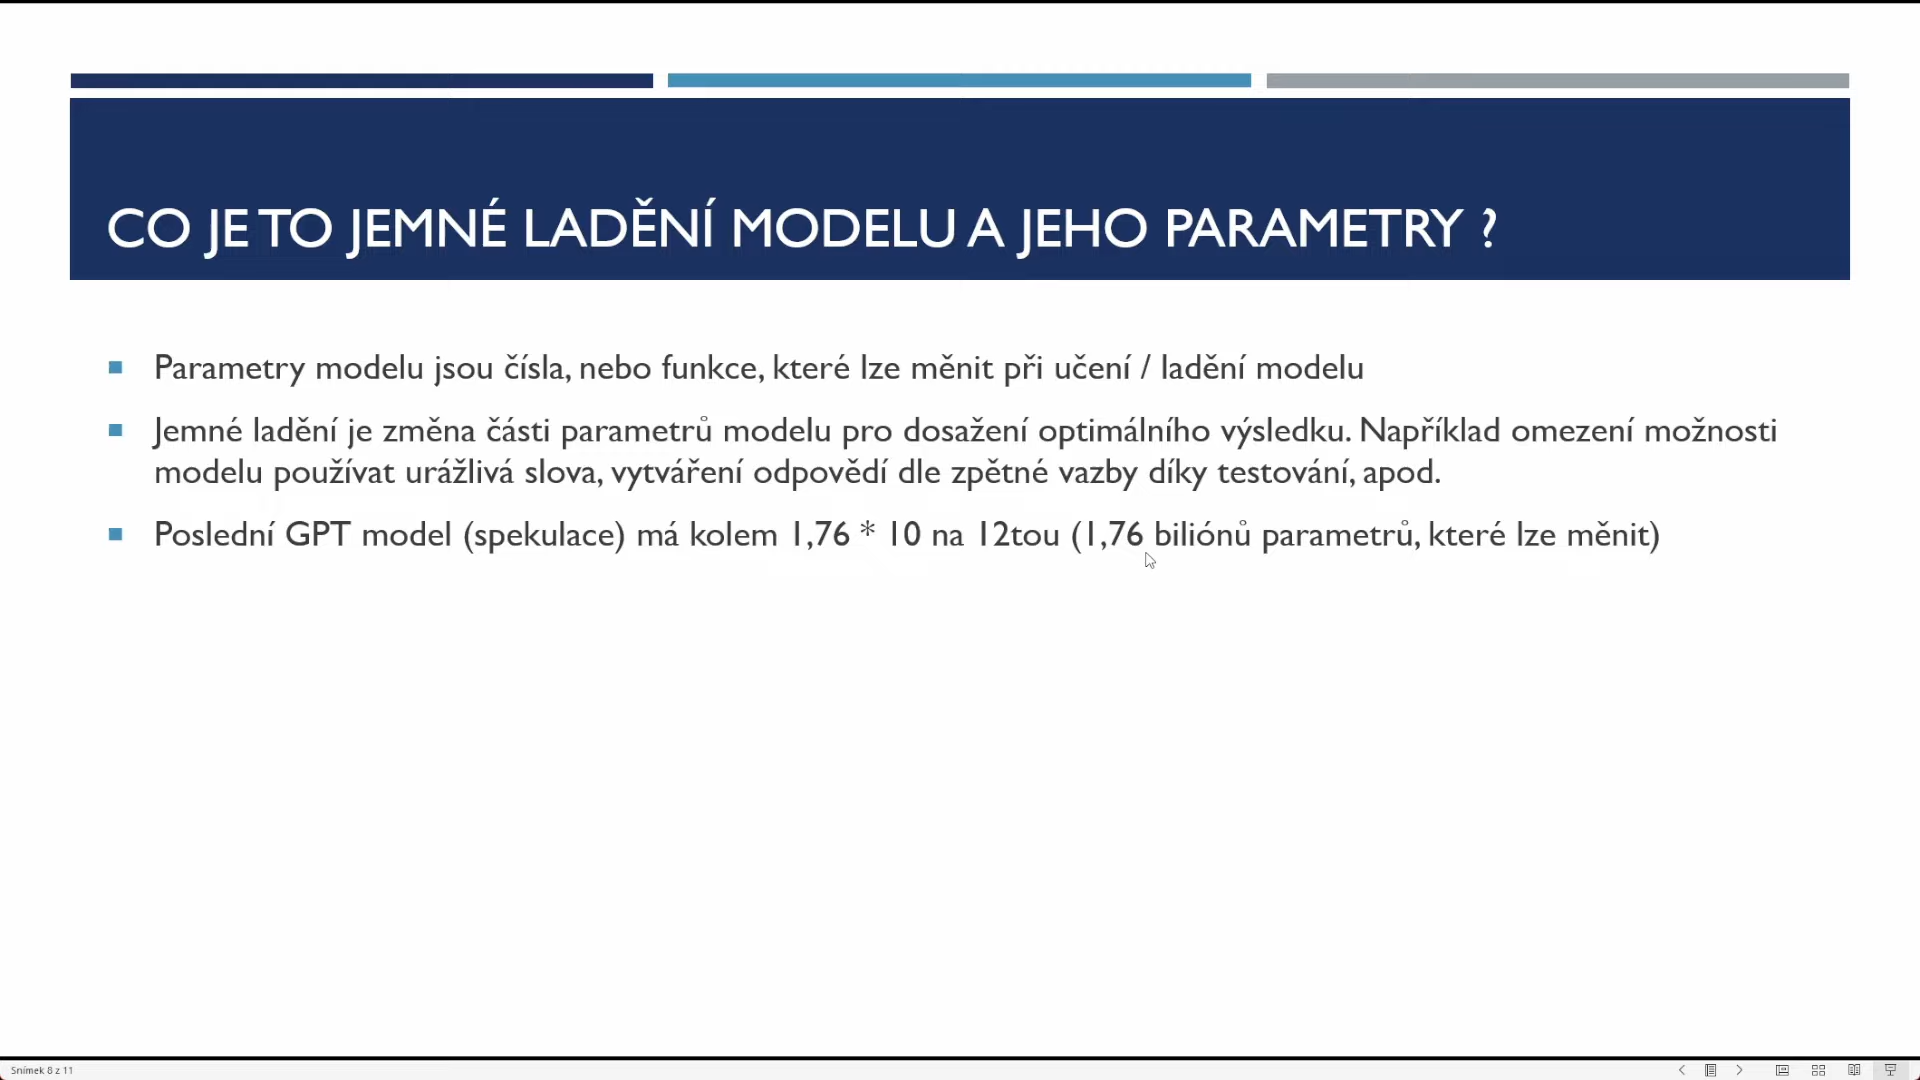 CO JE TO JEMNÉ LADĚNÍ MODELU A JEHO PARAMETRY ?
Parametry modelu jsou čísla, nebo funkce, které lze měnit při učení / ladění modelu
Jemné ladění je změna části parametrů modelu pro dosažení optimálního výsledku. Například omezení možnosti
modelu používat urážlivá slova, vytváření odpovědí dle zpětné vazby díky testování, apod.
Poslední GPT model (spekulace) má kolem 1,76 * 10 na 12tou (1,76 biliónů parametrů, které lze měnit)
Snímek 8 z 11